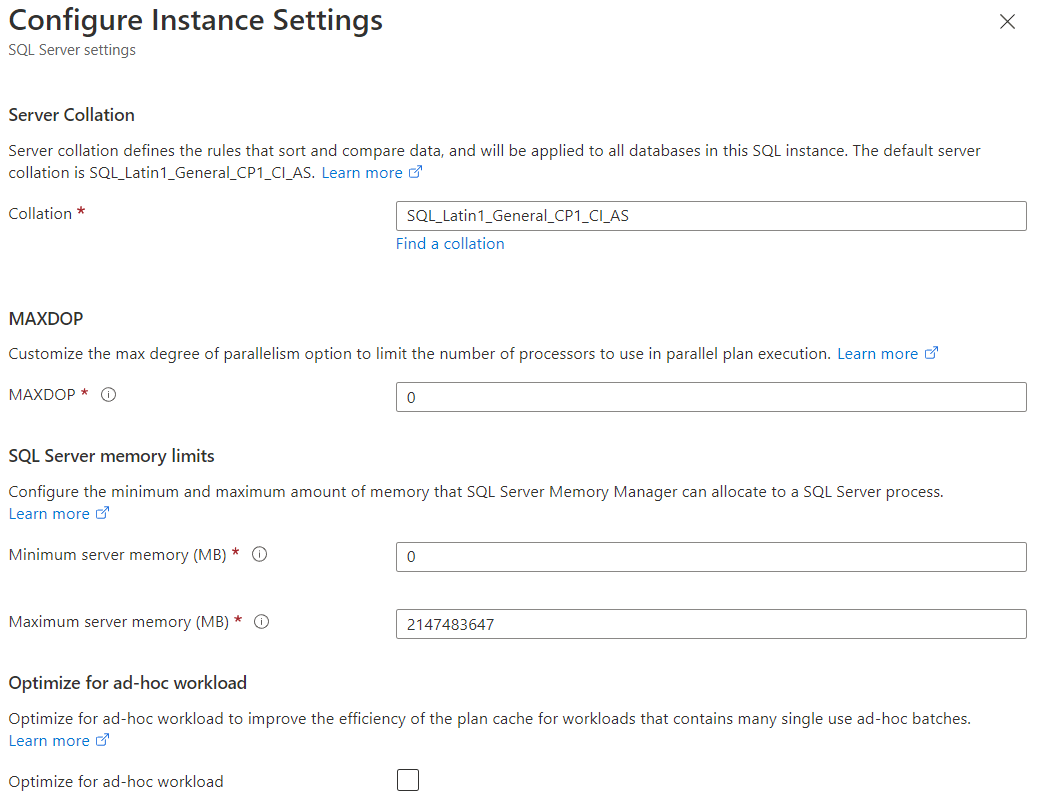 Configure Instance Settings
SQL Server settings
Server Collation
Server collation defines the rules that sort and compare data, and will be applied to all databases in this SQL instance. The default server
collation is SQL_Latin1_General_CP1_CI_AS. Learn more
Collation *
SQL_Latin1_General_CP1_CI_AS
Find a collation
MAXDOP
Customize the max degree of parallelism option to limit the number of processors to use in parallel plan execution. Learn more
MAXDOP *
0
SQL Server memory limits
Configure the minimum and maximum amount of memory that SQL Server Memory Manager can allocate to a SQL Server process.
Learn more
Minimum server memory (MB) *
0
Maximum server memory (MB) *
2147483647
Optimize for ad-hoc workload
Optimize for ad-hoc workload to improve the efficiency of the plan cache for workloads that contains many single use ad-hoc batches.
Learn more
Optimize for ad-hoc workload